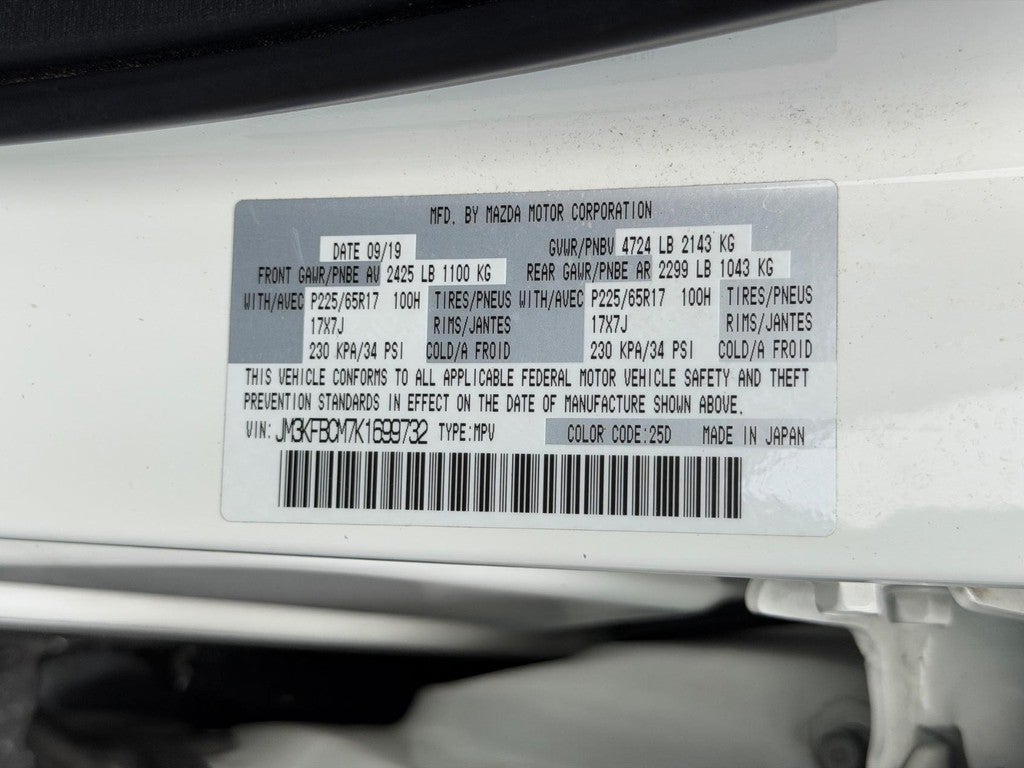 MFD. BY MAZDA MOTOR CORPORATION
DATE 09/19 GVWR/PNBV 4724 LB 2143 KG
FRONT GAWR/PNBE AV 2425 LB 1100 KG REAR GAWR/PNBE AR 2299 LB 1043 KG
WITH/AVEC P225/65R17 100H TIRES/PNEUS WITH/AVEC P225/65R17 100H TIRES/PNEUS
17X7J RIMS/JANTES 17X7J RIMS/JANTES
230 KPA/34 PSI COLD/A FROID 230 KPA/34 PSI COLD/A FROID
THIS VEHICLE CONFORMS TO ALL APPLICABLE FEDERAL MOTOR VEHICLE SAFETY AND THEFT
PREVENTION STANDARDS IN EFFECT ON THE DATE OF MANUFACTURE SHOWN ABOVE.
VIN: JM3KFBCM7K1699732 TYPE:MPV COLOR CODE:25D MADE IN JAPAN